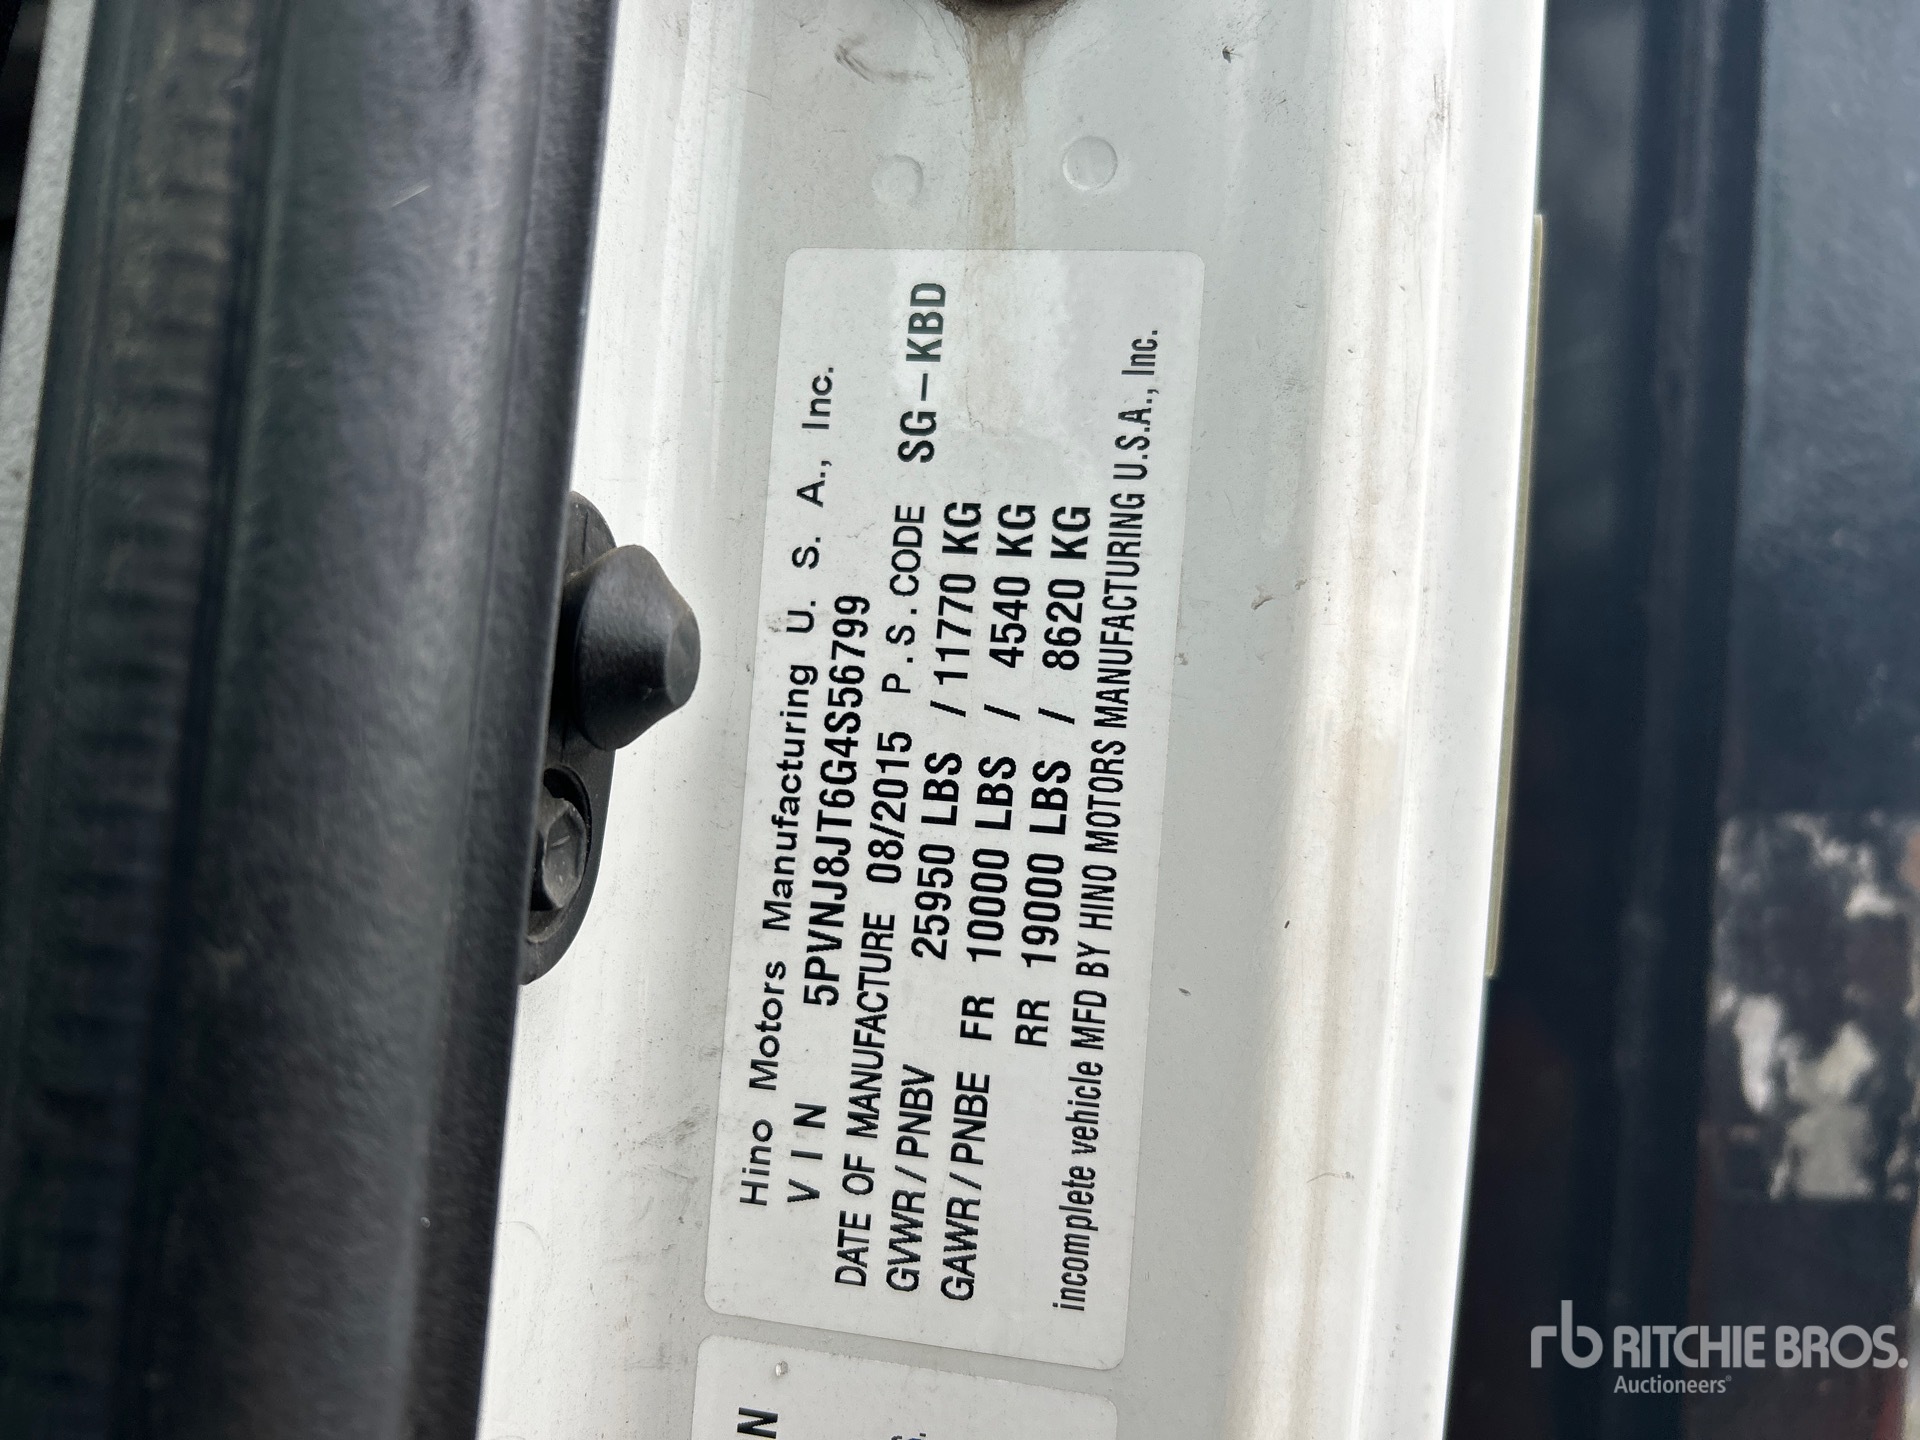 Hino Motors Manufacturing U. S. A., Inc.
VIN 5PVNJ8JT6G4S56799
DATE OF MANUFACTURE 08/2015 P.S.CODE SG-KBD
GVWR/PNBV 25950 LBS / 11770 KG
GAWR/PNBE FR 10000 LBS / 4540 KG
RR 19000 LBS / 8620 KG
incomplete vehicle MFD BY HINO MOTORS MANUFACTURING U.S.A., Inc.
rb RITCHIE BROS.
Auctioneers